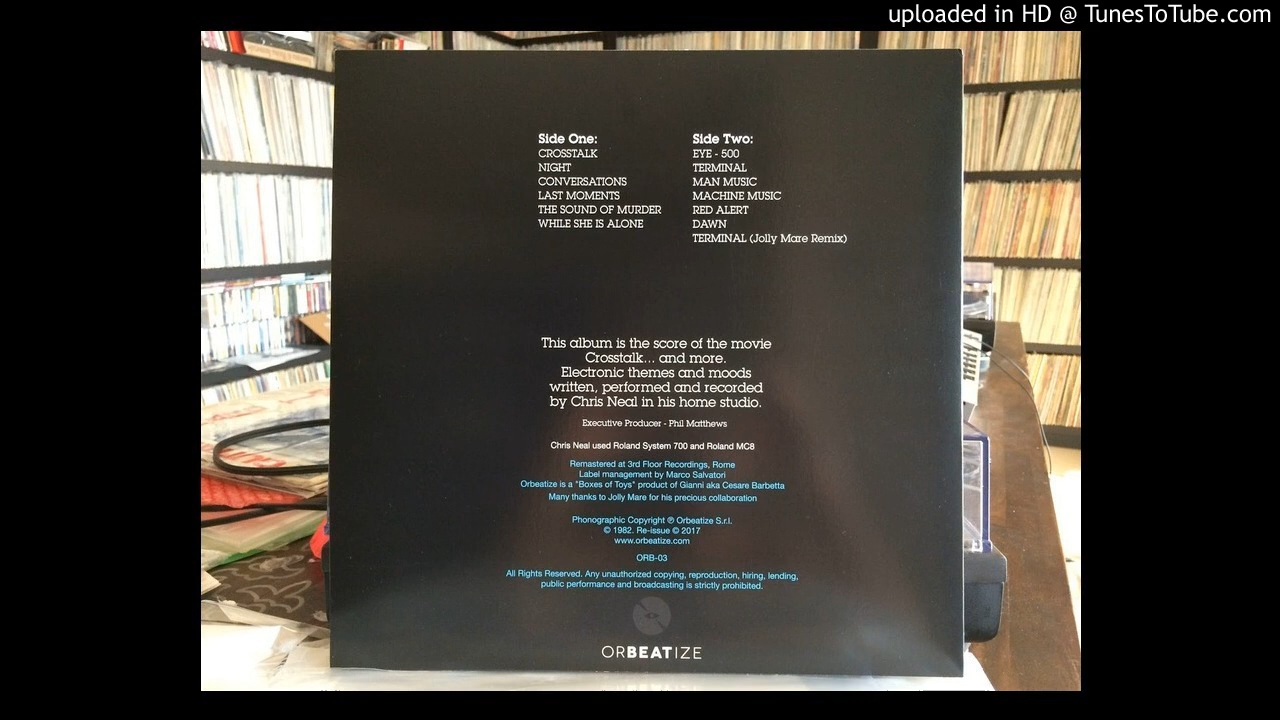 uploaded in HD @ TunesToTube.com
Side One:
CROSSTALK
NIGHT
CONVERSATIONS
LAST MOMENTS
THE SOUND OF MURDER
WHILE SHE IS ALONE
Side Two:
EYE - 500
TERMINAL
MAN MUSIC
MACHINE MUSIC
RED ALERT
DAWN
TERMINAL (Jolly Mare Remix)
This album is the score of the movie
Crosstalk... and more.
Electronic themes and moods
written, performed and recorded
by Chris Neal in his home studio.
Executive Producer - Phil Matthews
Chris Neal used Roland System 700 and Roland MC8
Remastered at 3rd Floor Recordings, Rome
Label management by Marco Salvatori
Orbeatize is a "Boxes of Toys" product of Gianni aka Cesare Barbetta
Many thanks to Jolly Mare for his precious collaboration
Phonographic Copyright ℗ Orbeatize S.r.l.
© 1982. Re-issue © 2017
www.orbeatize.com
ORB-03
All Rights Reserved. Any unauthorized copying, reproduction, hiring, lending,
public performance and broadcasting is strictly prohibited.
ORBEATIZE